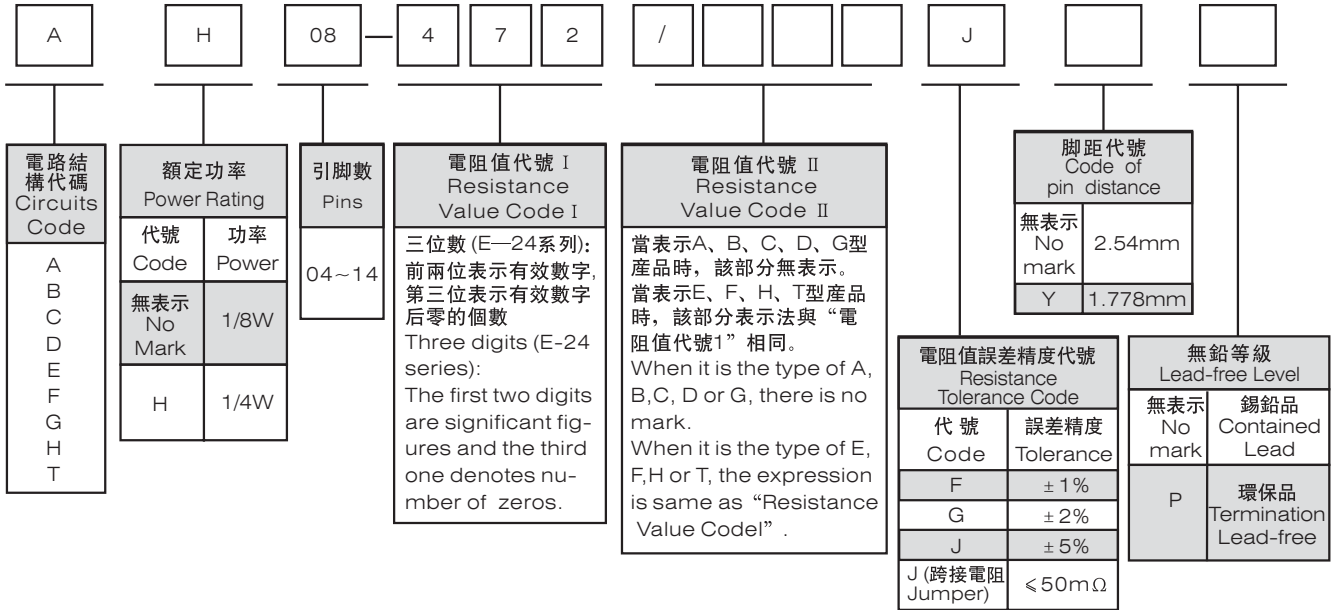 A H 08 — 4 7 2 / J
電路結
構代碼
Circuits
Code
A
B
C
D
E
F
G
H
T
額定功率
Power Rating
代號 功率
Code Power
無表示
No
Mark
1/8W
H 1/4W
引脚數
Pins
04~14
電阻值代號 I
Resistance
Value Code I
三位數 (E—24系列):
前兩位表示有效數字,
第三位表示有效數字
后零的個數
Three digits (E-24
series):
The first two digits
are significant fig-
ures and the third
one denotes nu-
mber of zeros.
電阻值代號 II
Resistance
Value Code II
當表示A、B、C、D、G型
産品時，該部分無表示。
當表示E、F、H、T型産品
時，該部分表示法與“電
阻值代號1”相同。
When it is the type of A,
B,C, D or G, there is no
mark.
When it is the type of E,
F,H or T, the expression
is same as “Resistance
Value Codel” .
電阻值誤差精度代號
Resistance
Tolerance Code
代 號 誤差精度
Code Tolerance
F ±1%
G ±2%
J ±5%
J (跨接電阻
Jumper)
≤50mΩ
脚距代號
Code of
pin distance
無表示
No
mark
2.54mm
Y 1.778mm
無鉛等級
Lead-free Level
無表示
No
mark
錫鉛品
Contained
Lead
P
環保品
Termination
Lead-free